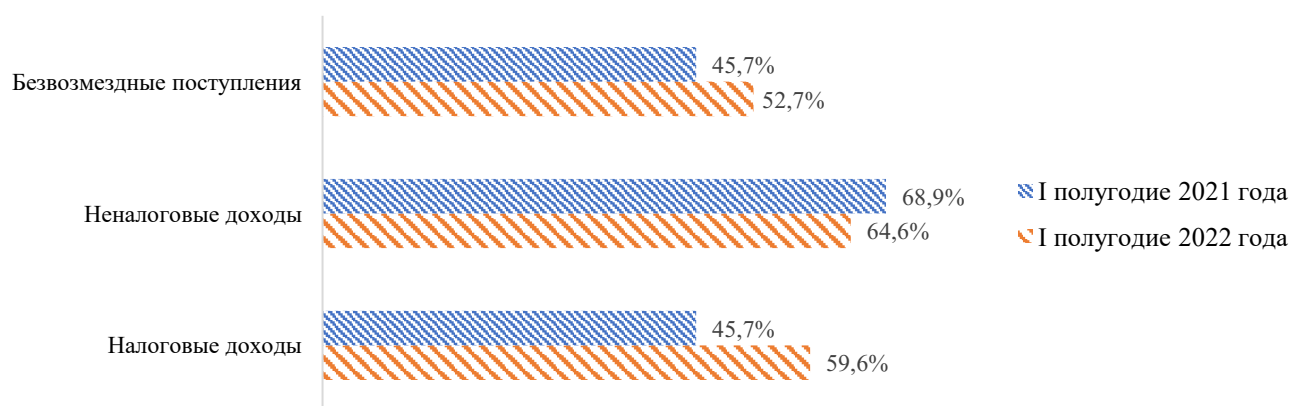 Безвозмездные поступления
45,7%
52,7%
Неналоговые доходы
68,9%
64,6%
Налоговые доходы
45,7%
59,6%
I полугодие 2021 года
I полугодие 2022 года